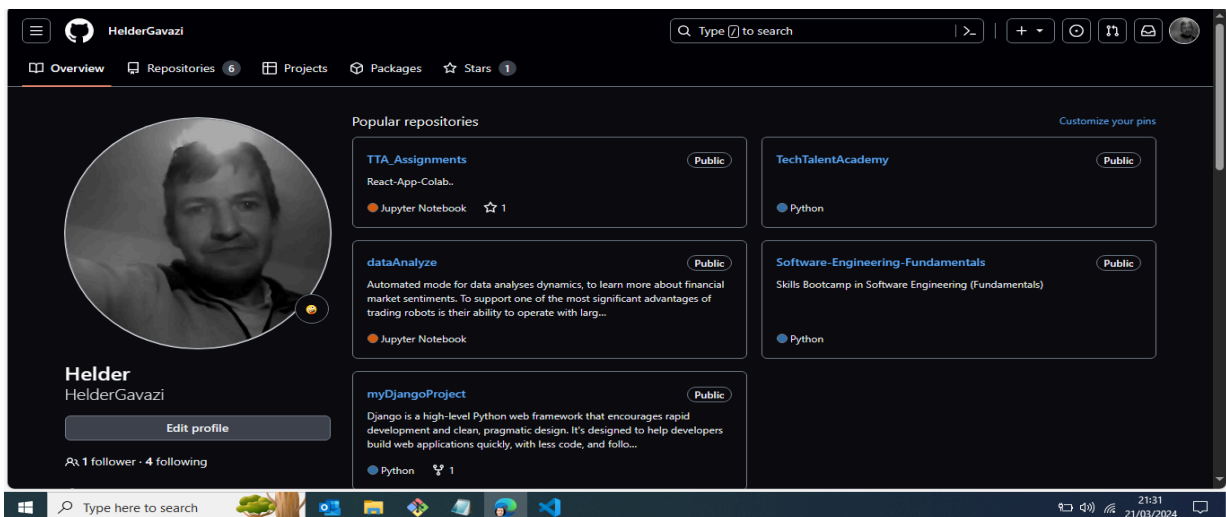 HelderGavazi
Type / to search
Overview Repositories 6 Projects Packages Stars 1
Popular repositories
Customize your pins
TTA_Assignments Public
React-App-Colab..
Jupyter Notebook 1
TechTalentAcademy Public
Python
dataAnalyze Public
Automated mode for data analyses dynamics, to learn more about financial
market sentiments. To support one of the most significant advantages of
trading robots is their ability to operate with larg...
Jupyter Notebook
Software-Engineering-Fundamentals Public
Skills Bootcamp in Software Engineering (Fundamentals)
Python
myDjangoProject Public
Django is a high-level Python web framework that encourages rapid
development and clean, pragmatic design. It's designed to help developers
build web applications quickly, with less code, and follo...
Python 1
Helder
HelderGavazi
Edit profile
1 follower · 4 following
Type here to search
21:31
21/03/2024